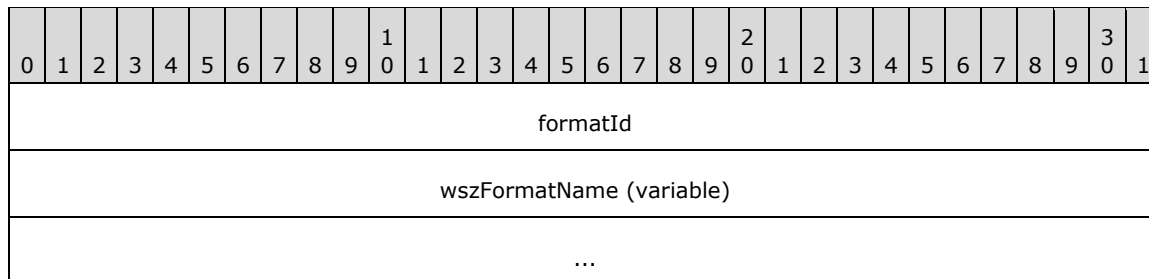 1 2 3
0 1 2 3 4 5 6 7 8 9 0 1 2 3 4 5 6 7 8 9 0 1 2 3 4 5 6 7 8 9 0 1
formatId
wszFormatName (variable)
...